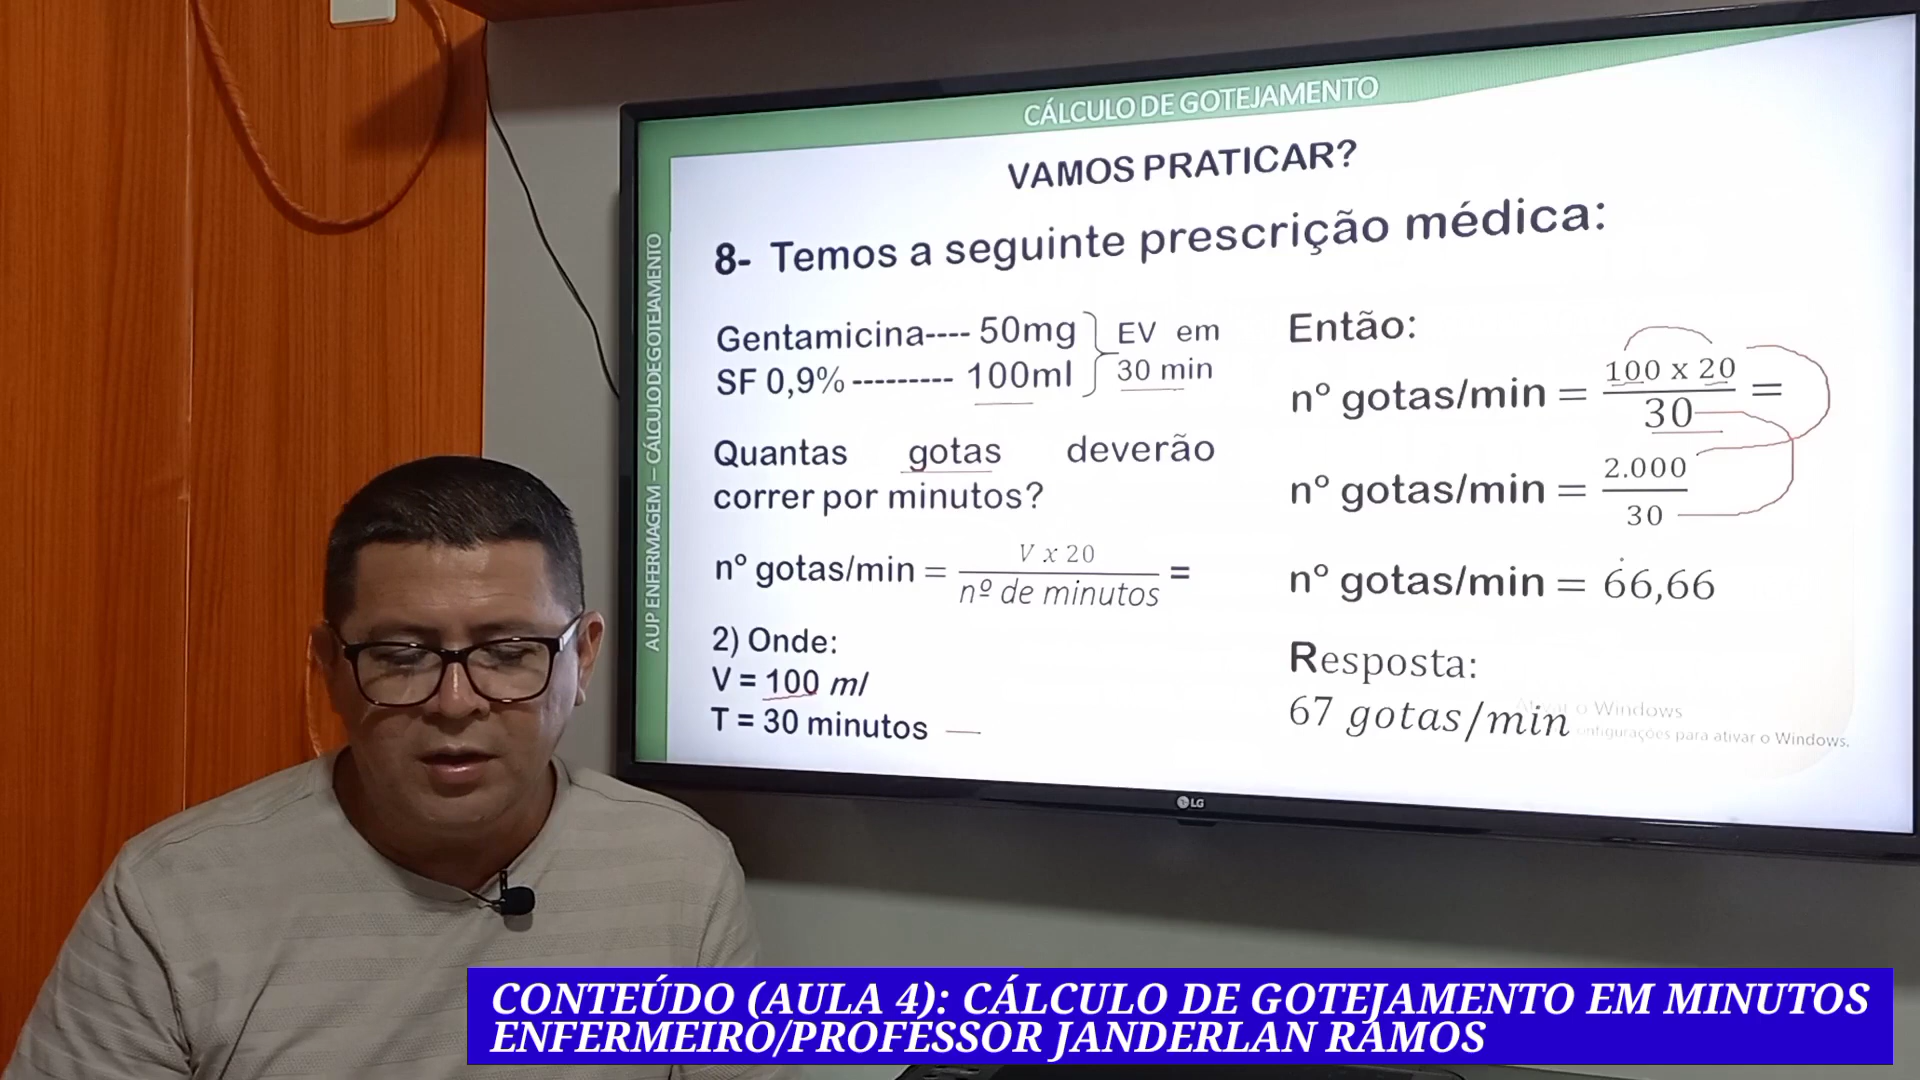 CÁLCULO DE GOTEJAMENTO
AUP ENFERMAGEM – CÁLCULO DE GOTEJAMENTO
VAMOS PRATICAR?
8- Temos a seguinte prescrição médica:
Gentamicina---- 50mg
SF 0,9% --------- 100ml
EV em
30 min
Quantas gotas deverão
correr por minutos?
nº gotas/min = V x 20 / nº de minutos =
2) Onde:
V = 100 ml
T = 30 minutos
Então:
nº gotas/min = 100 x 20 / 30 =
nº gotas/min = 2.000 / 30
nº gotas/min = 66,66
Resposta:
67 gotas/min
o Windows
para ativar o Windows.
LG
CONTEÚDO (AULA 4): CÁLCULO DE GOTEJAMENTO EM MINUTOS
ENFERMEIRO/PROFESSOR JANDERLAN RAMOS